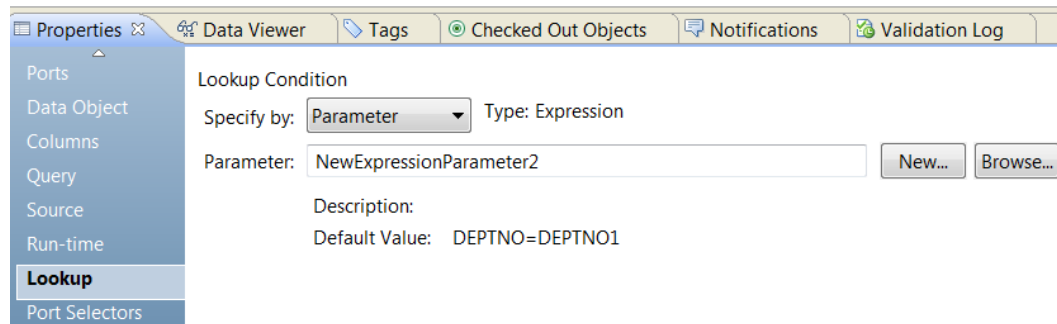 Properties Data Viewer Tags Checked Out Objects Notifications Validation Log
Ports
Data Object
Columns
Query
Source
Run-time
Lookup
Port Selectors
Lookup Condition
Specify by: Parameter Type: Expression
Parameter: NewExpressionParameter2 New... Browse...
Description:
Default Value: DEPTNO=DEPTNO1